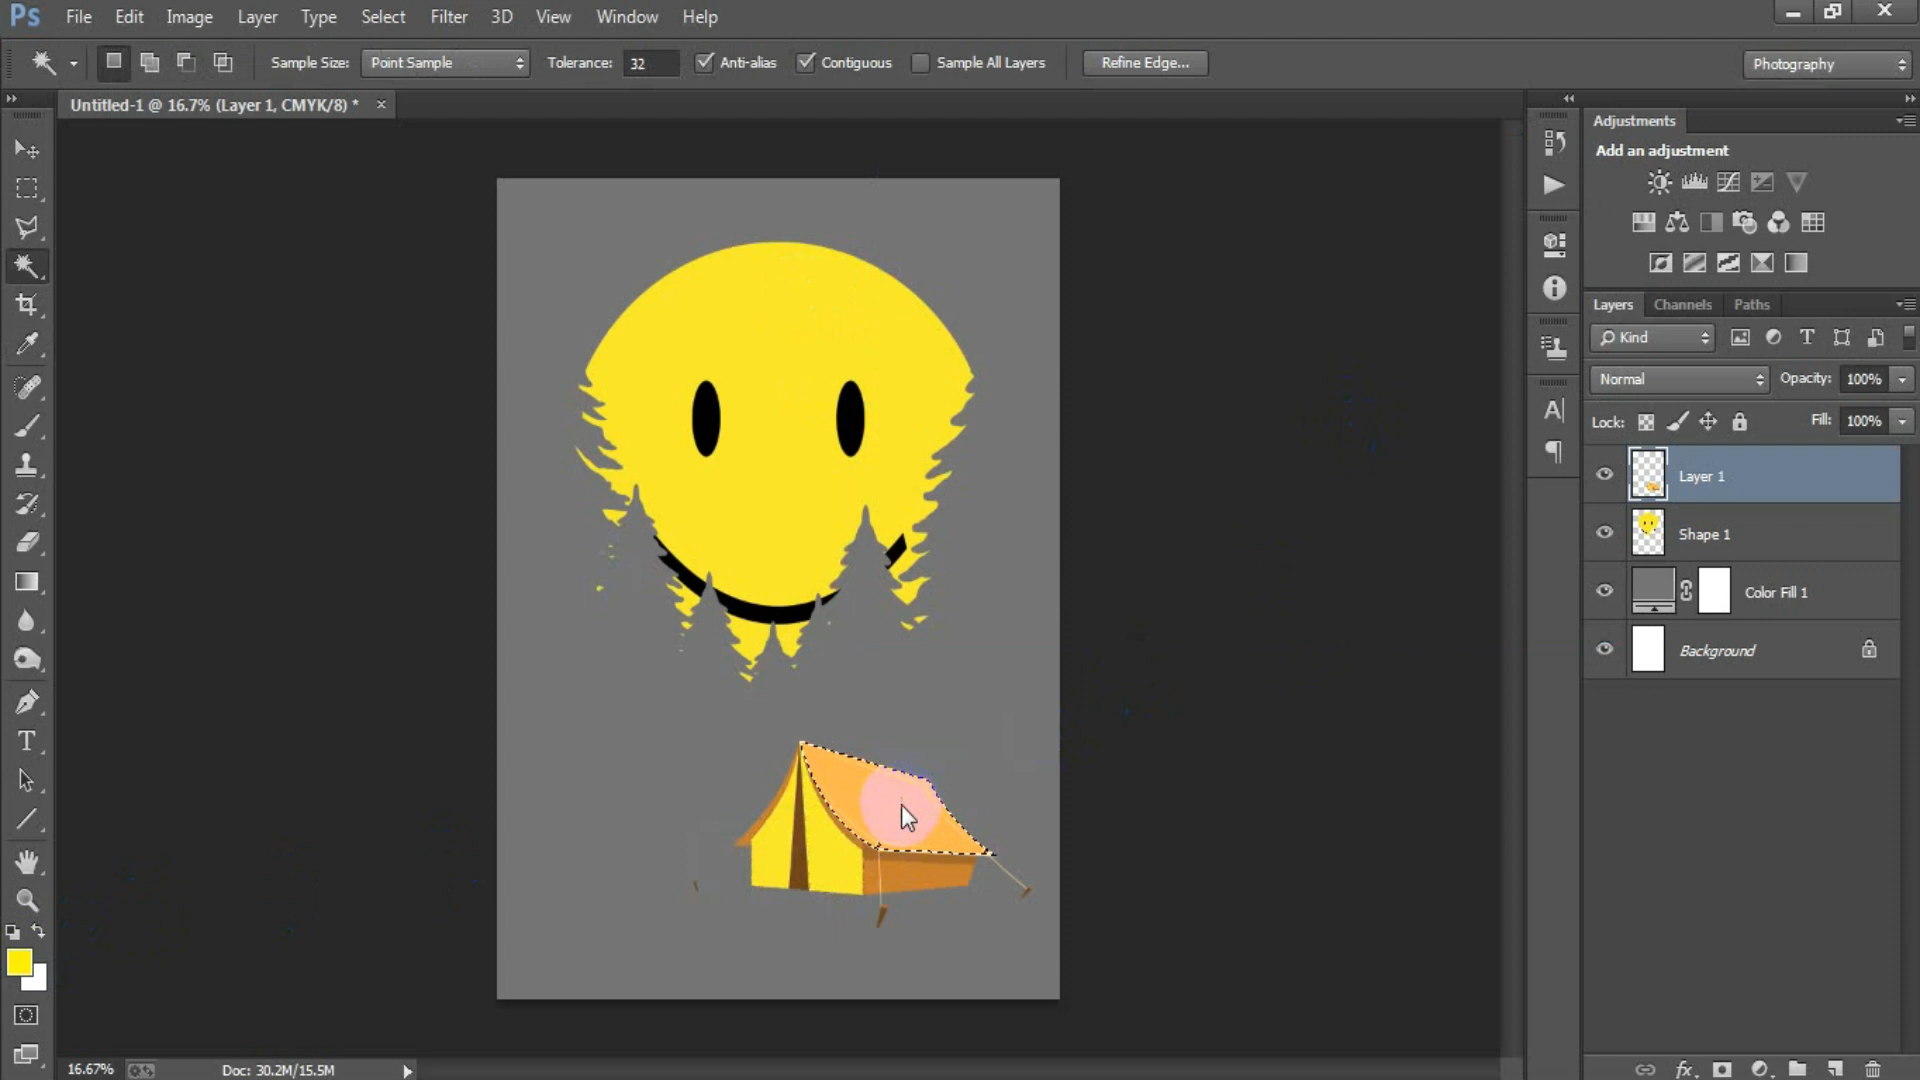 Ps File Edit Image Layer Type Select Filter 3D View Window Help
Sample Size: Point Sample Tolerance: 32 Anti-alias Contiguous Sample All Layers Refine Edge... Photography
Untitled-1 @ 16.7% (Layer 1, CMYK/8) *
Adjustments
Add an adjustment
Layers Channels Paths
Kind
Normal Opacity: 100%
Lock: Fill: 100%
Layer 1
Shape 1
Color Fill 1
Background
16.67% Doc: 30.2M/15.5M